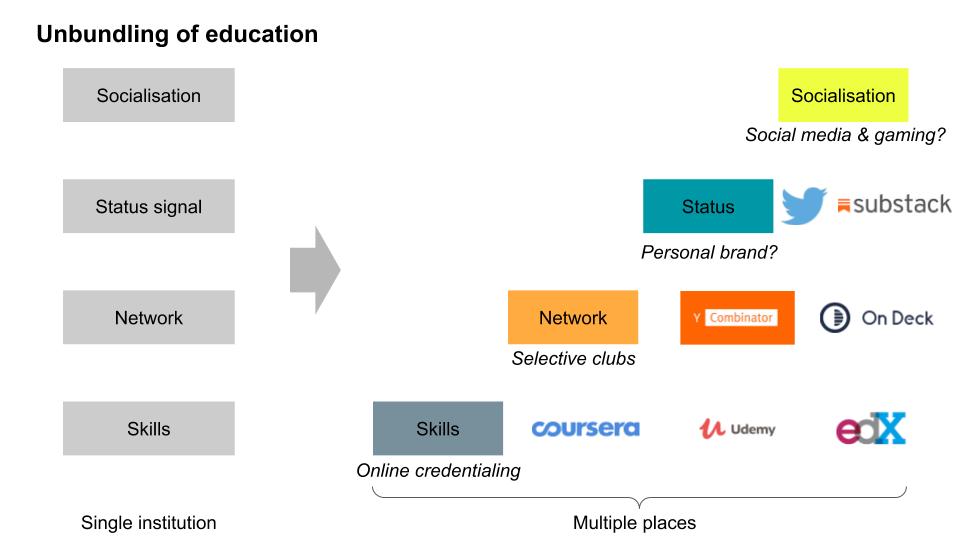 Unbundling of education
Socialisation
Socialisation
Social media & gaming?
Status signal
Status
substack
Personal brand?
Network
Network
Y Combinator
On Deck
Selective clubs
Skills
Skills
coursera
Udemy
edX
Online credentialing
Single institution
Multiple places